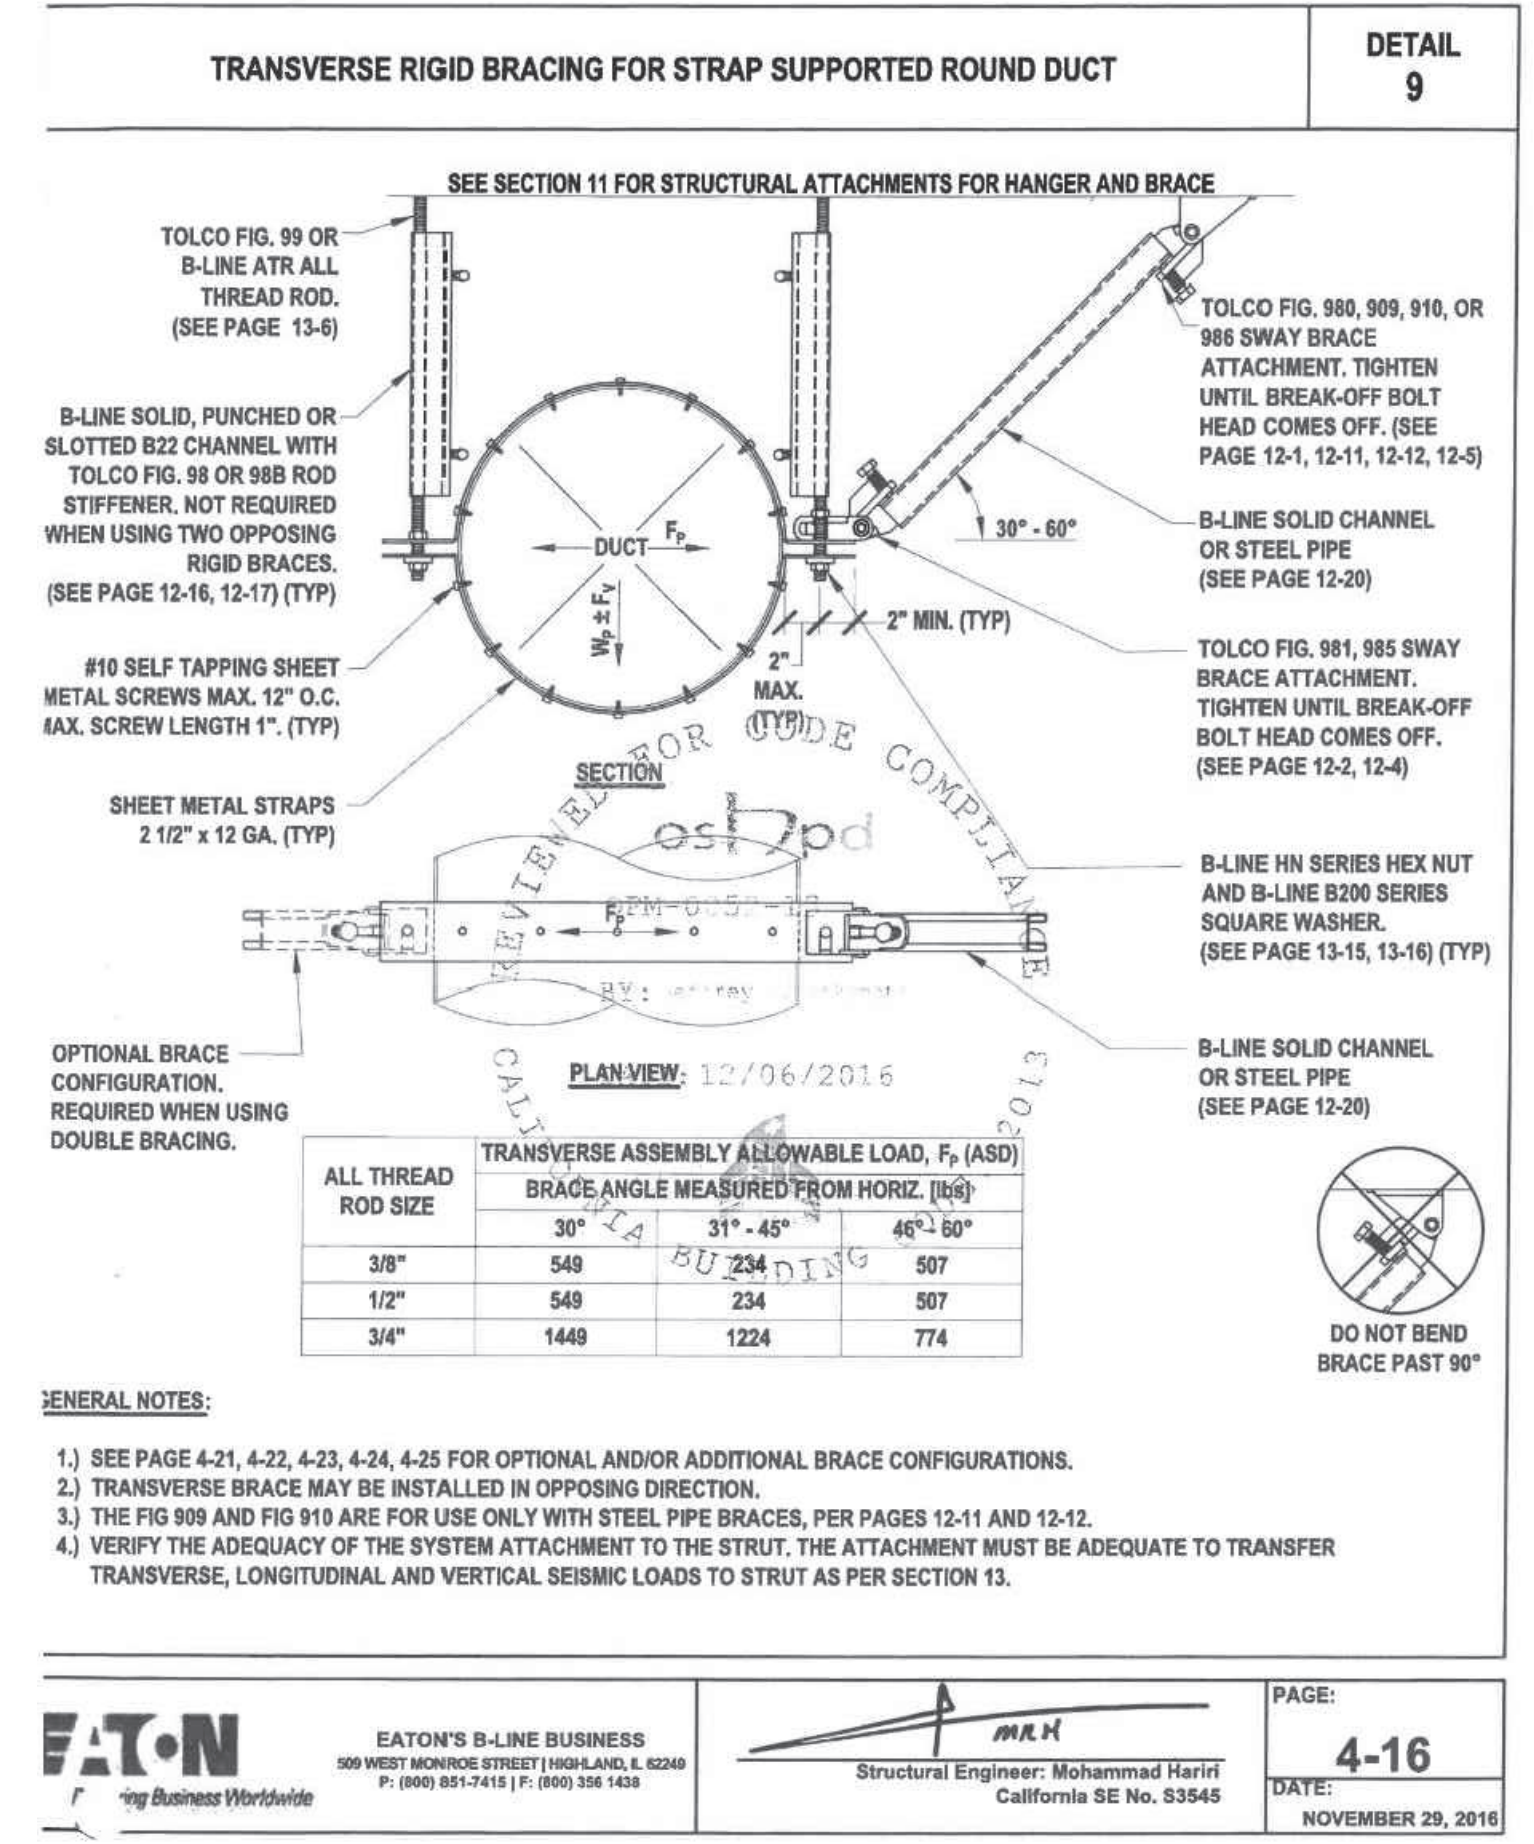 TRANSVERSE RIGID BRACING FOR STRAP SUPPORTED ROUND DUCT
DETAIL
9
SEE SECTION 11 FOR STRUCTURAL ATTACHMENTS FOR HANGER AND BRACE
TOLCO FIG. 99 OR
B-LINE ATR ALL
THREAD ROD.
(SEE PAGE 13-6)
B-LINE SOLID, PUNCHED OR
SLOTTED B22 CHANNEL WITH
TOLCO FIG. 98 OR 98B ROD
STIFFENER. NOT REQUIRED
WHEN USING TWO OPPOSING
RIGID BRACES.
(SEE PAGE 12-16, 12-17) (TYP)
#10 SELF TAPPING SHEET
METAL SCREWS MAX. 12" O.C.
MAX. SCREW LENGTH 1". (TYP)
SHEET METAL STRAPS
2 1/2" x 12 GA. (TYP)
DUCT
Fp
Wp ± Fv
30° - 60°
2" MIN. (TYP)
2"
MAX.
(TYP)
SECTION
TOLCO FIG. 980, 909, 910, OR
986 SWAY BRACE
ATTACHMENT. TIGHTEN
UNTIL BREAK-OFF BOLT
HEAD COMES OFF. (SEE
PAGE 12-1, 12-11, 12-12, 12-5)
B-LINE SOLID CHANNEL
OR STEEL PIPE
(SEE PAGE 12-20)
TOLCO FIG. 981, 985 SWAY
BRACE ATTACHMENT.
TIGHTEN UNTIL BREAK-OFF
BOLT HEAD COMES OFF.
(SEE PAGE 12-2, 12-4)
B-LINE HN SERIES HEX NUT
AND B-LINE B200 SERIES
SQUARE WASHER.
(SEE PAGE 13-15, 13-16) (TYP)
B-LINE SOLID CHANNEL
OR STEEL PIPE
(SEE PAGE 12-20)
REVIEWED FOR CODE COMPLIANCE
oshpd
Fp
BY:
OPTIONAL BRACE
CONFIGURATION.
REQUIRED WHEN USING
DOUBLE BRACING.
PLAN VIEW:
12/06/2016
CALIFORNIA BUILDING CODE 2013
ALL THREAD
ROD SIZE
TRANSVERSE ASSEMBLY ALLOWABLE LOAD, Fp (ASD)
BRACE ANGLE MEASURED FROM HORIZ. [lbs]
30° 31° - 45° 46° - 60°
3/8" 549 234 507
1/2" 549 234 507
3/4" 1449 1224 774
DO NOT BEND
BRACE PAST 90°
GENERAL NOTES:
1.) SEE PAGE 4-21, 4-22, 4-23, 4-24, 4-25 FOR OPTIONAL AND/OR ADDITIONAL BRACE CONFIGURATIONS.
2.) TRANSVERSE BRACE MAY BE INSTALLED IN OPPOSING DIRECTION.
3.) THE FIG 909 AND FIG 910 ARE FOR USE ONLY WITH STEEL PIPE BRACES, PER PAGES 12-11 AND 12-12.
4.) VERIFY THE ADEQUACY OF THE SYSTEM ATTACHMENT TO THE STRUT. THE ATTACHMENT MUST BE ADEQUATE TO TRANSFER
TRANSVERSE, LONGITUDINAL AND VERTICAL SEISMIC LOADS TO STRUT AS PER SECTION 13.
EATON
Business Worldwide
EATON'S B-LINE BUSINESS
509 WEST MONROE STREET | HIGHLAND, IL 62249
P: (800) 851-7415 | F: (800) 356 1438
MRH
Structural Engineer: Mohammad Hariri
California SE No. S3545
PAGE:
4-16
DATE:
NOVEMBER 29, 2016